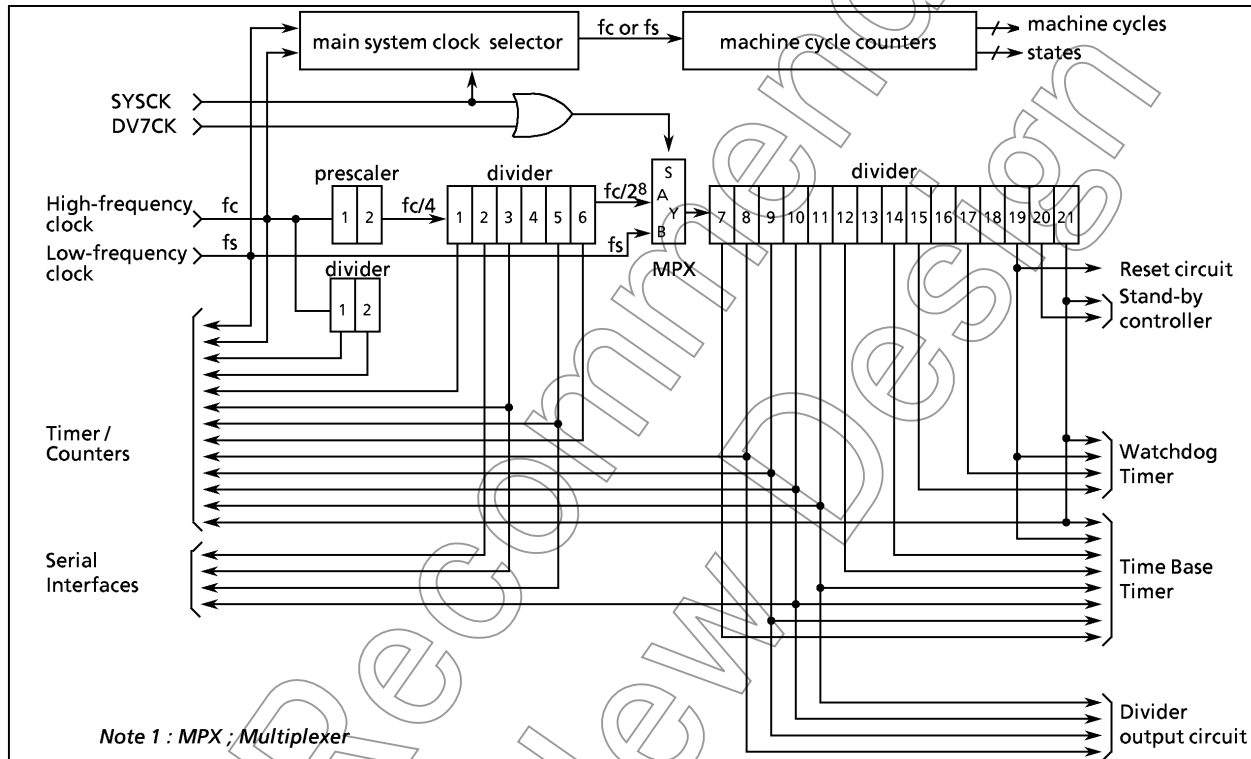 main system clock selector
fc or fs
machine cycle counters
machine cycles
states
SYSCK
DV7CK
prescaler
divider
S
A
Y
B
MPX
divider
High-frequency
clock
fc
1 2
fc/4
1 2 3 4 5 6
fc/2⁸
7 8 9 10 11 12 13 14 15 16 17 18 19 20 21
Low-frequency
clock
fs
fs
divider
1 2
Reset circuit
Stand-by
controller
Timer /
Counters
Watchdog
Timer
Serial
Interfaces
Time Base
Timer
Divider
output circuit
Note 1 : MPX ; Multiplexer
Recommend
ew Design